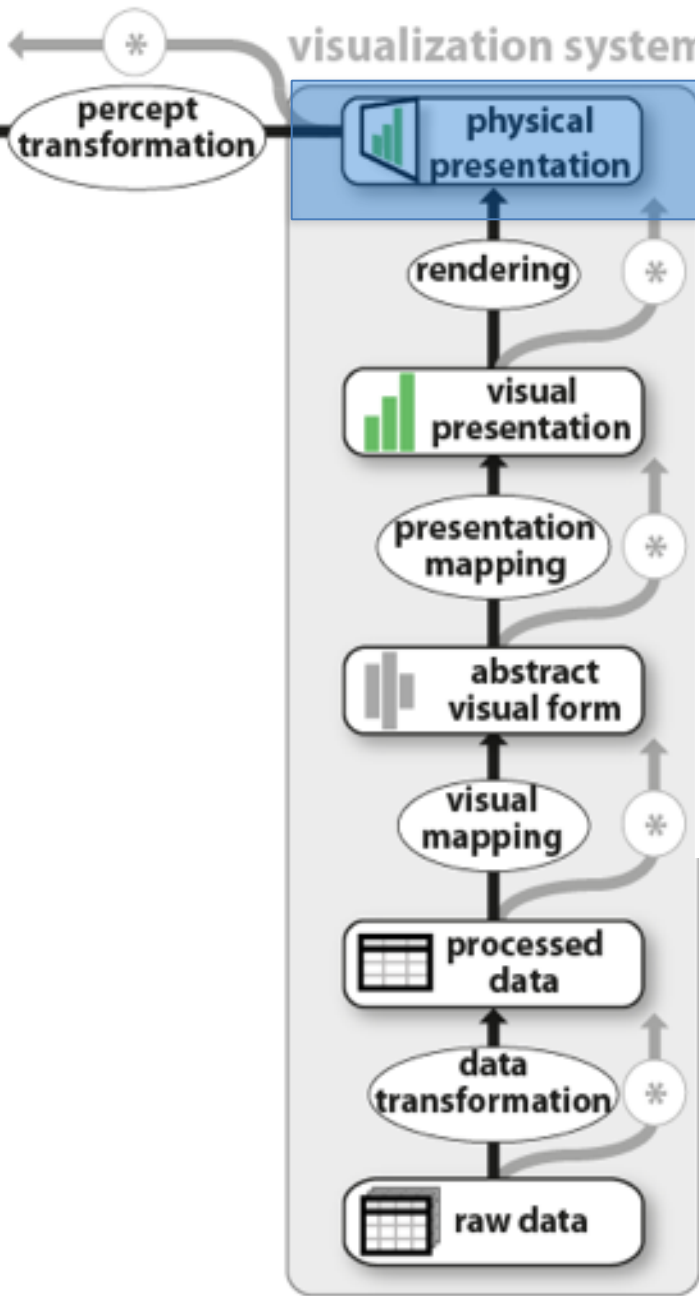 *
visualization system
percept
transformation
physical
presentation
rendering
*
visual
presentation
presentation
mapping
*
abstract
visual form
visual
mapping
*
processed
data
data
transformation
*
raw data